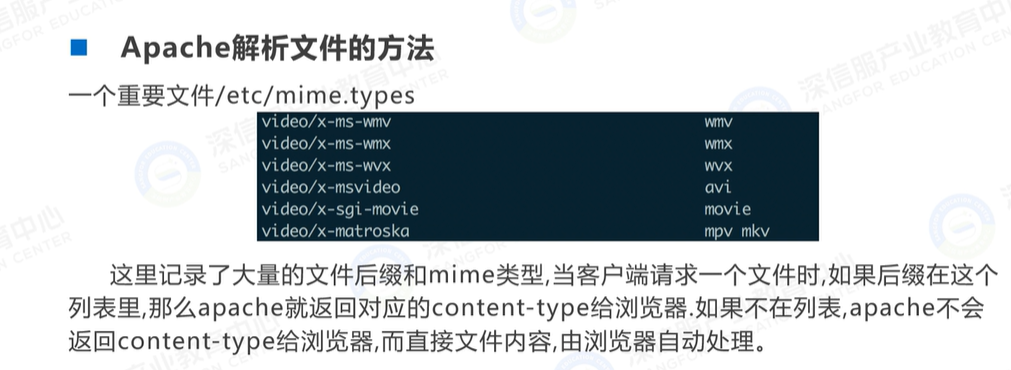 Apache解析文件的方法
一个重要文件/etc/mime.types
video/x-ms-wmv wmv
video/x-ms-wmx wmx
video/x-ms-wvx wvx
video/x-msvideo avi
video/x-sgi-movie movie
video/x-matroska mpv mkv
这里记录了大量的文件后缀和mime类型,当客户端请求一个文件时,如果后缀在这个
列表里,那么apache就返回对应的content-type给浏览器.如果不在列表,apache不会
返回content-type给浏览器,而直接文件内容,由浏览器自动处理。
深信服产业教育中心
SANGFOR EDUCATION CENTER